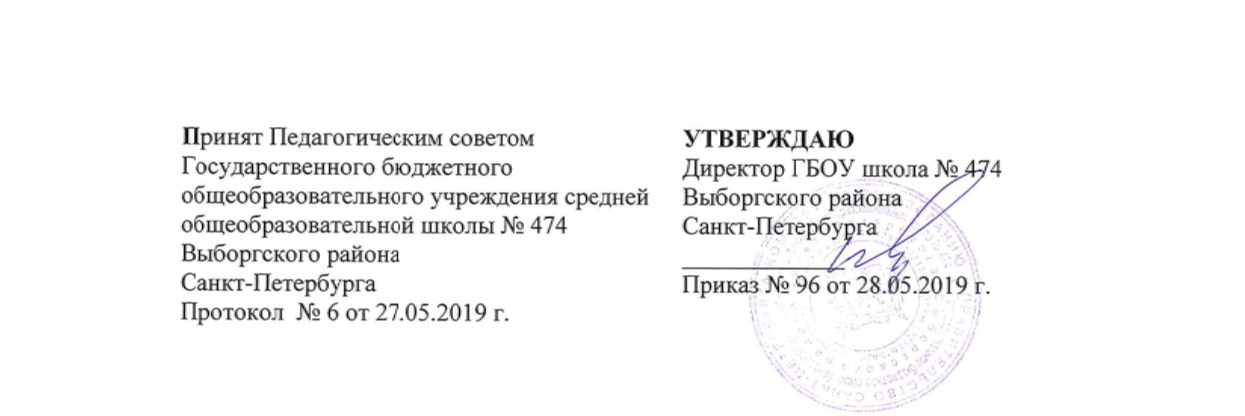 Принят Педагогическим советом
Государственного бюджетного
общеобразовательного учреждения средней
общеобразовательной школы № 474
Выборгского района
Санкт-Петербурга
Протокол № 6 от 27.05.2019 г.
УТВЕРЖДАЮ
Директор ГБОУ школа № 474
Выборгского района
Санкт-Петербурга
Приказ № 96 от 28.05.2019 г.